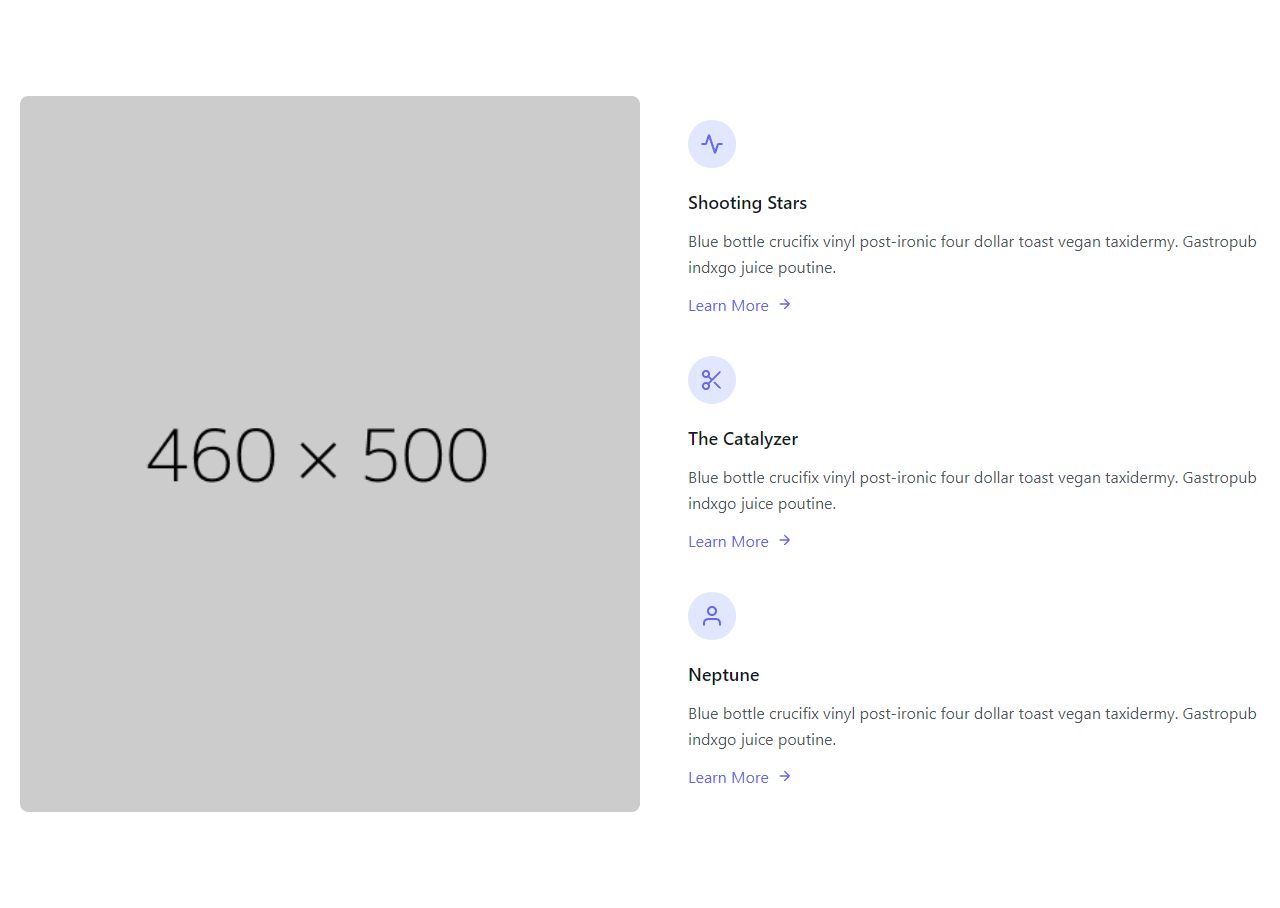 460 × 500
Shooting Stars
Blue bottle crucifix vinyl post-ironic four dollar toast vegan taxidermy. Gastropub
indxgo juice poutine.
Learn More
The Catalyzer
Blue bottle crucifix vinyl post-ironic four dollar toast vegan taxidermy. Gastropub
indxgo juice poutine.
Learn More
Neptune
Blue bottle crucifix vinyl post-ironic four dollar toast vegan taxidermy. Gastropub
indxgo juice poutine.
Learn More